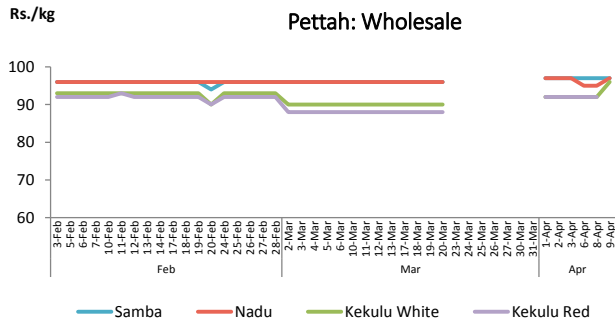 Rs./kg
Pettah: Wholesale
100
90
80
70
60
3-Feb
5-Feb
6-Feb
7-Feb
10-Feb
11-Feb
12-Feb
13-Feb
14-Feb
17-Feb
18-Feb
19-Feb
20-Feb
24-Feb
25-Feb
26-Feb
27-Feb
28-Feb
2-Mar
3-Mar
4-Mar
5-Mar
6-Mar
10-Mar
11-Mar
12-Mar
13-Mar
16-Mar
17-Mar
18-Mar
19-Mar
20-Mar
24-Mar
25-Mar
26-Mar
27-Mar
30-Mar
31-Mar
1-Apr
2-Apr
3-Apr
6-Apr
8-Apr
9-Apr
Feb Mar Apr
Samba Nadu Kekulu White Kekulu Red